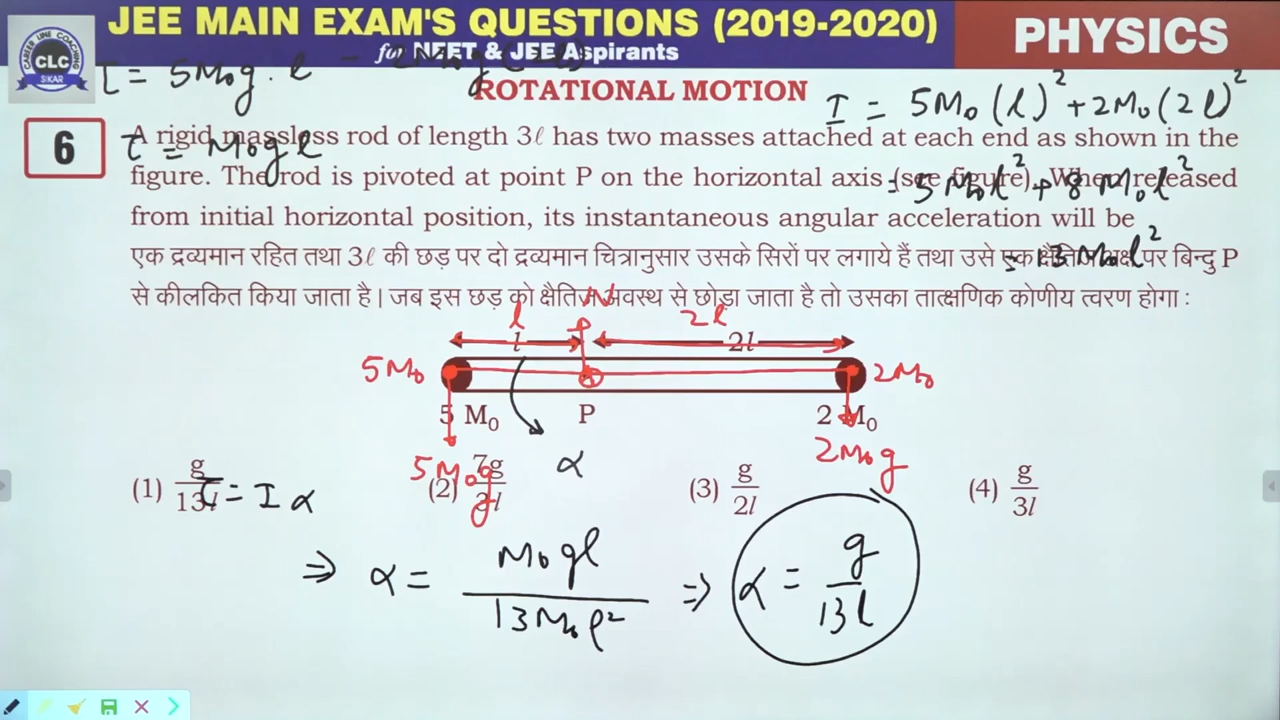 JEE MAIN EXAM'S QUESTIONS (2019-2020)
for NEET & JEE Aspirants
PHYSICS
CAREER LINE COACHING
CLC
SIKAR
τ = 5M₀g.l -
ROTATIONAL MOTION
I = 5M₀(l)² + 2M₀(2l)²
6
A rigid massless rod of length 3ℓ has two masses attached at each end as shown in the
τ = M₀gl
figure. The rod is pivoted at point P on the horizontal axis (see figure). When released
= 5M₀l² + 8M₀l²
from initial horizontal position, its instantaneous angular acceleration will be
एक द्रव्यमान रहित तथा 3ℓ की छड़ पर दो द्रव्यमान चित्रानुसार उसके सिरों पर लगाये हैं तथा उसे एक क्षैतिज अक्ष पर बिन्दु P
= 13M₀l²
से कीलकित किया जाता है। जब इस छड़ को क्षैतिज अवस्थ से छोड़ा जाता है तो उसका तात्क्षणिक कोणीय त्वरण होगा :
N
l 2l
l 2l
5M₀ 2M₀
5 M₀ P 2 M₀
5M₀g α 2M₀g
(1) g/13l (2) 7g/3l (3) g/2l (4) g/3l
τ = Iα
⇒ α = M₀gl/13M₀l² ⇒ α = g/13l